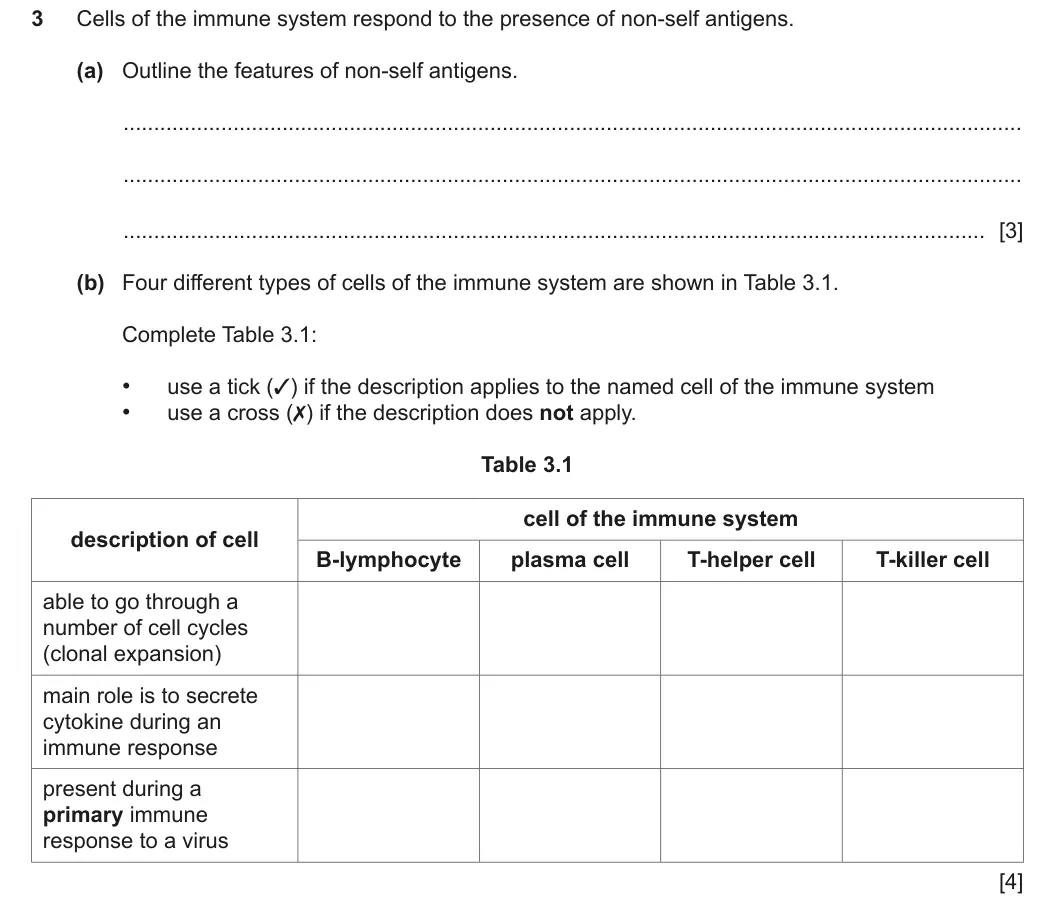 3 Cells of the immune system respond to the presence of non-self antigens.
(a) Outline the features of non-self antigens.
..........................................................................................................................................
..........................................................................................................................................
.................................................................................................................................... [3]
(b) Four different types of cells of the immune system are shown in Table 3.1.
Complete Table 3.1:
• use a tick (✓) if the description applies to the named cell of the immune system
• use a cross (✗) if the description does not apply.
Table 3.1
description of cell
cell of the immune system
B-lymphocyte plasma cell T-helper cell T-killer cell
able to go through a
number of cell cycles
(clonal expansion)
main role is to secrete
cytokine during an
immune response
present during a
primary immune
response to a virus
[4]